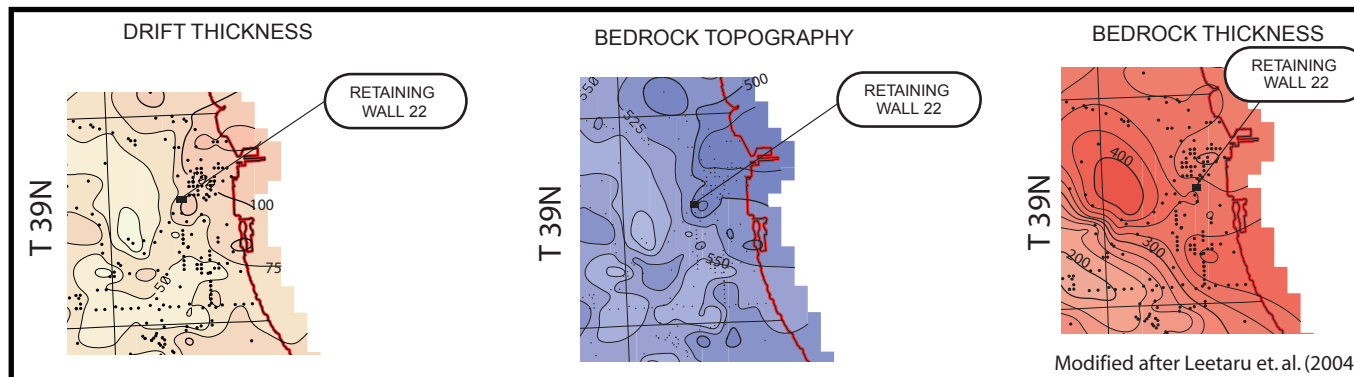 DRIFT THICKNESS
RETAINING
WALL 22
T 39N
100
75
50
BEDROCK TOPOGRAPHY
RETAINING
WALL 22
T 39N
550
525
500
550
BEDROCK THICKNESS
RETAINING
WALL 22
T 39N
400
300
200
Modified after Leetaru et. al. (2004